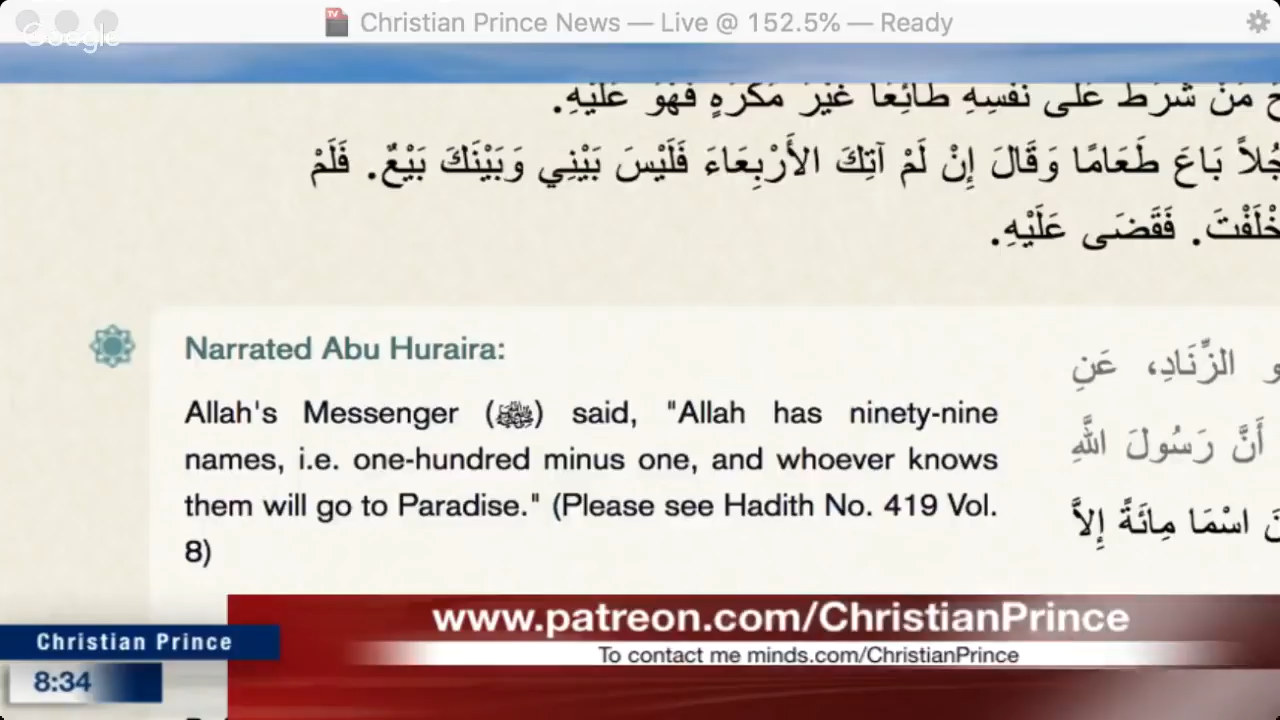 Christian Prince News — Live @ 152.5% — Ready
Google
مَنْ شَرَطَ عَلَى نَفْسِهِ طَائِعًا غَيْرَ مُكْرَهٍ فَهُوَ عَلَيْهِ.
بَاعَ طَعَامًا وَقَالَ إِنْ لَمْ آتِكَ الأَرْبِعَاءَ فَلَيْسَ بَيْنِي وَبَيْنَكَ بَيْعٌ. فَلَمْ
فَقَضَى عَلَيْهِ.
Narrated Abu Huraira:
الزِّنَادِ، عَنِ
Allah's Messenger (ﷺ) said, "Allah has ninety-nine
names, i.e. one-hundred minus one, and whoever knows
أَنَّ رَسُولَ اللَّهِ
them will go to Paradise." (Please see Hadith No. 419 Vol.
اسْمَا مِائَةً إِلاَّ
8)
www.patreon.com/ChristianPrince
Christian Prince
To contact me minds.com/ChristianPrince
8:34